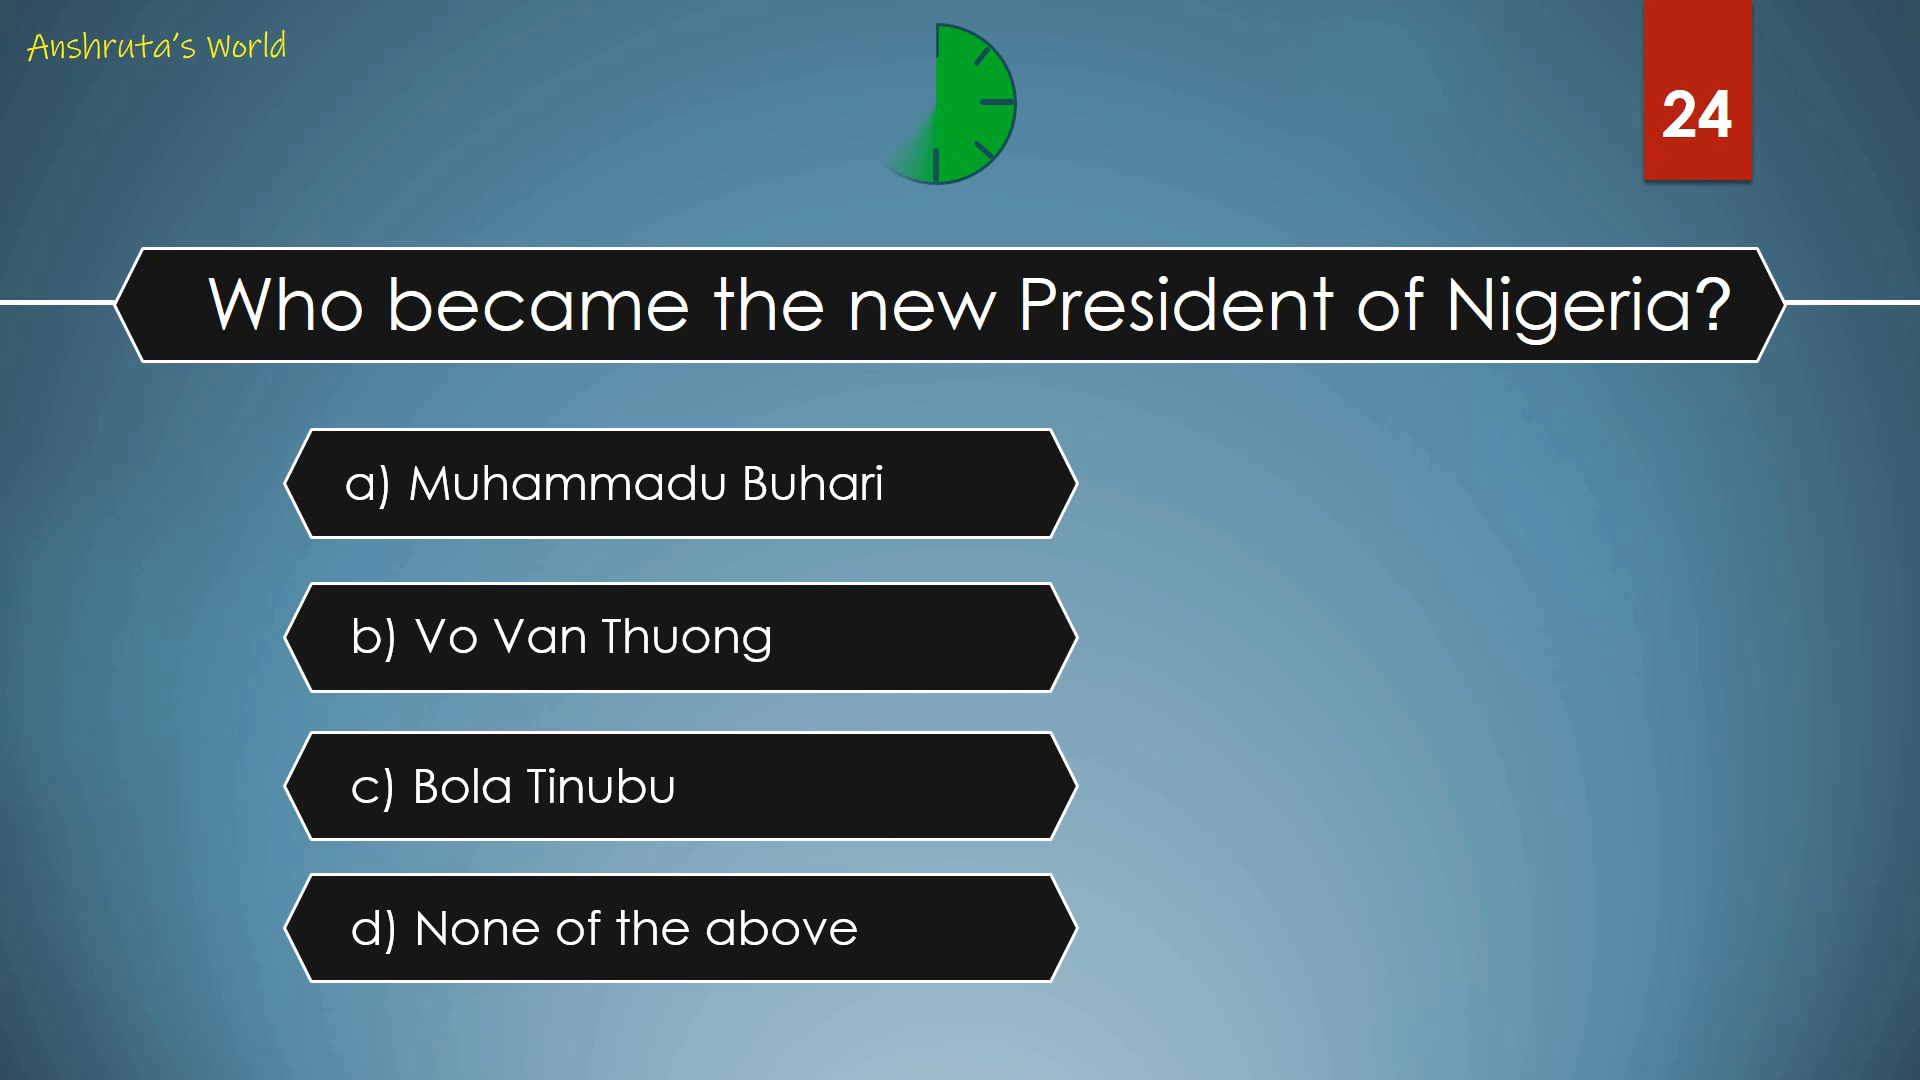 Anshruta's World
24
Who became the new President of Nigeria?
a) Muhammadu Buhari
b) Vo Van Thuong
c) Bola Tinubu
d) None of the above